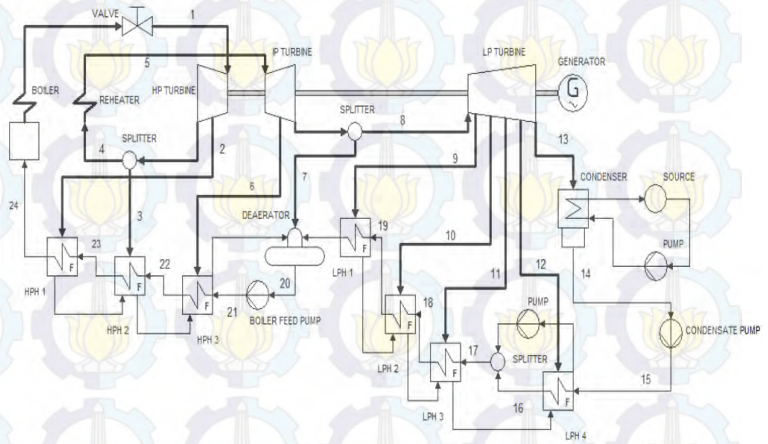 VALVE
1
5
IP TURBINE
LP TURBINE
GENERATOR
G
~
BOILER
REHEATER
HP TURBINE
SPLITTER
8
13
SPLITTER
4
2
9
CONDENSER
SOURCE
3
6
7
DEAERATOR
24
19
10
PUMP
23
22
LPH 1
F
11
12
14
F
F
F
20
HPH 1
21
18
F
PUMP
HPH 2
BOILER FEED PUMP
CONDENSATE PUMP
HPH 3
17
SPLITTER
LPH 2
F
15
16
F
LPH 3
LPH 4